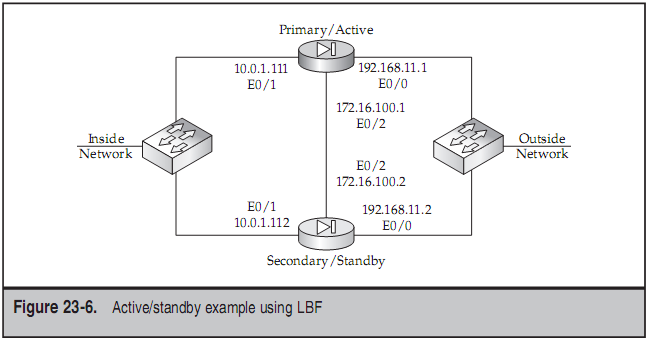 Primary/Active
10.0.1.111
E0/1
192.168.11.1
E0/0
172.16.100.1
E0/2
Inside
Network
Outside
Network
E0/2
172.16.100.2
E0/1
10.0.1.112
192.168.11.2
E0/0
Secondary/Standby
Figure 23-6. Active/standby example using LBF